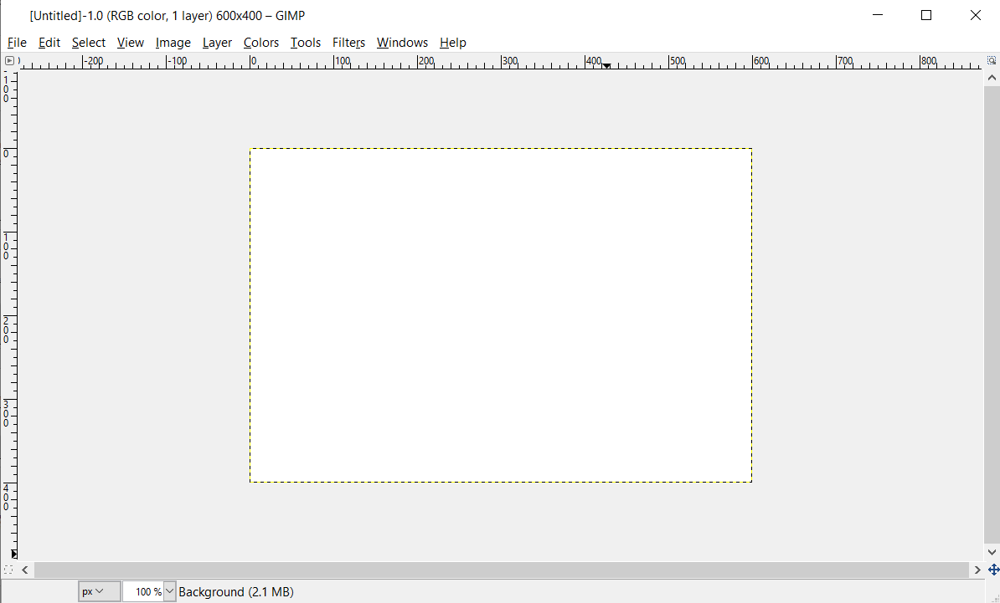 [Untitled]-1.0 (RGB color, 1 layer) 600x400 – GIMP
File Edit Select View Image Layer Colors Tools Filters Windows Help
-200 -100 0 100 200 300 400 500 600 700 800
100
0
100
200
300
400
px 100 % Background (2.1 MB)